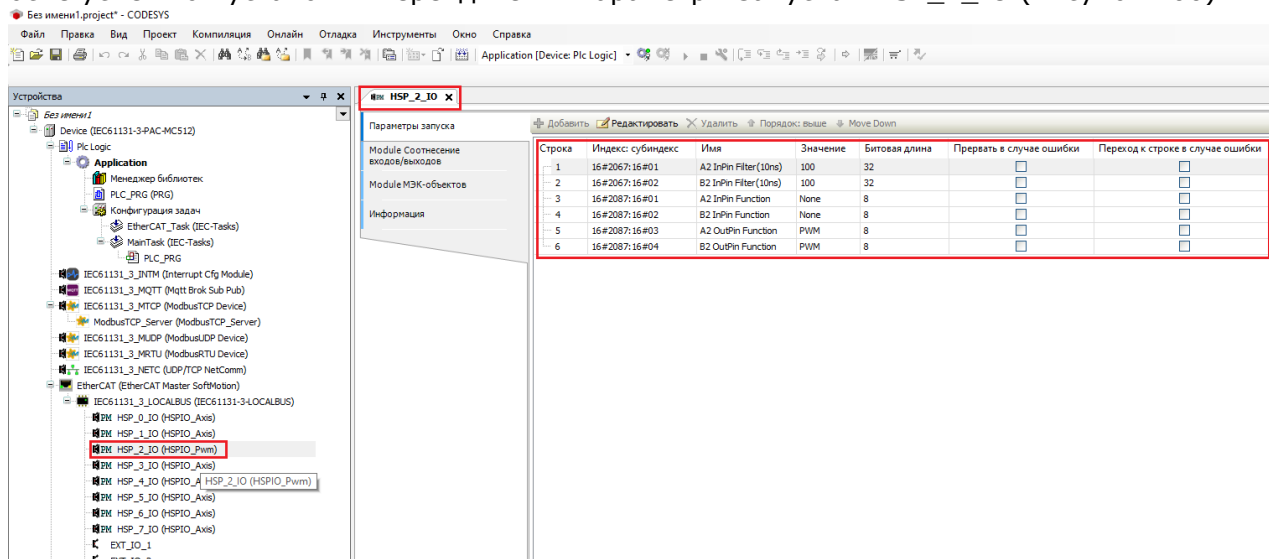 Без имени1.project* - CODESYS
Файл Правка Вид Проект Компиляция Онлайн Отладка Инструменты Окно Справка
Application [Device: Plc Logic]
Устройства
Без имени1
Device (IEC61131-3-PAC-MC512)
Plc Logic
Application
Менеджер библиотек
PLC_PRG (PRG)
Конфигурация задач
EtherCAT_Task (IEC-Tasks)
MainTask (IEC-Tasks)
PLC_PRG
IEC61131_3_INTM (Interrupt Cfg Module)
IEC61131_3_MQTT (Mqtt Brok Sub Pub)
IEC61131_3_MTCP (ModbusTCP Device)
ModbusTCP_Server (ModbusTCP_Server)
IEC61131_3_MUDP (ModbusUDP Device)
IEC61131_3_MRTU (ModbusRTU Device)
IEC61131_3_NETC (UDP/TCP NetComm)
EtherCAT (EtherCAT Master SoftMotion)
IEC61131_3_LOCALBUS (IEC61131-3-LOCALBUS)
HSP_0_IO (HSPIO_Axis)
HSP_1_IO (HSPIO_Axis)
HSP_2_IO (HSPIO_Pwm)
HSP_3_IO (HSPIO_Axis)
HSP_4_IO (HSPIO_A
HSP_2_IO (HSPIO_Pwm)
HSP_5_IO (HSPIO_Axis)
HSP_6_IO (HSPIO_Axis)
HSP_7_IO (HSPIO_Axis)
EXT_IO_1
HSP_2_IO X
Параметры запуска
Module Соотнесение входов/выходов
Module МЭК-объектов
Информация
Добавить Редактировать Удалить Порядок: выше Move Down
Строка Индекс: субиндекс Имя Значение Битовая длина Прервать в случае ошибки Переход к строке в случае ошибки
1 16#2067:16#01 A2 InPin Filter(10ns) 100 32
2 16#2067:16#02 B2 InPin Filter(10ns) 100 32
3 16#2087:16#01 A2 InPin Function None 8
4 16#2087:16#02 B2 InPin Function None 8
5 16#2087:16#03 A2 OutPin Function PWM 8
6 16#2087:16#04 B2 OutPin Function PWM 8